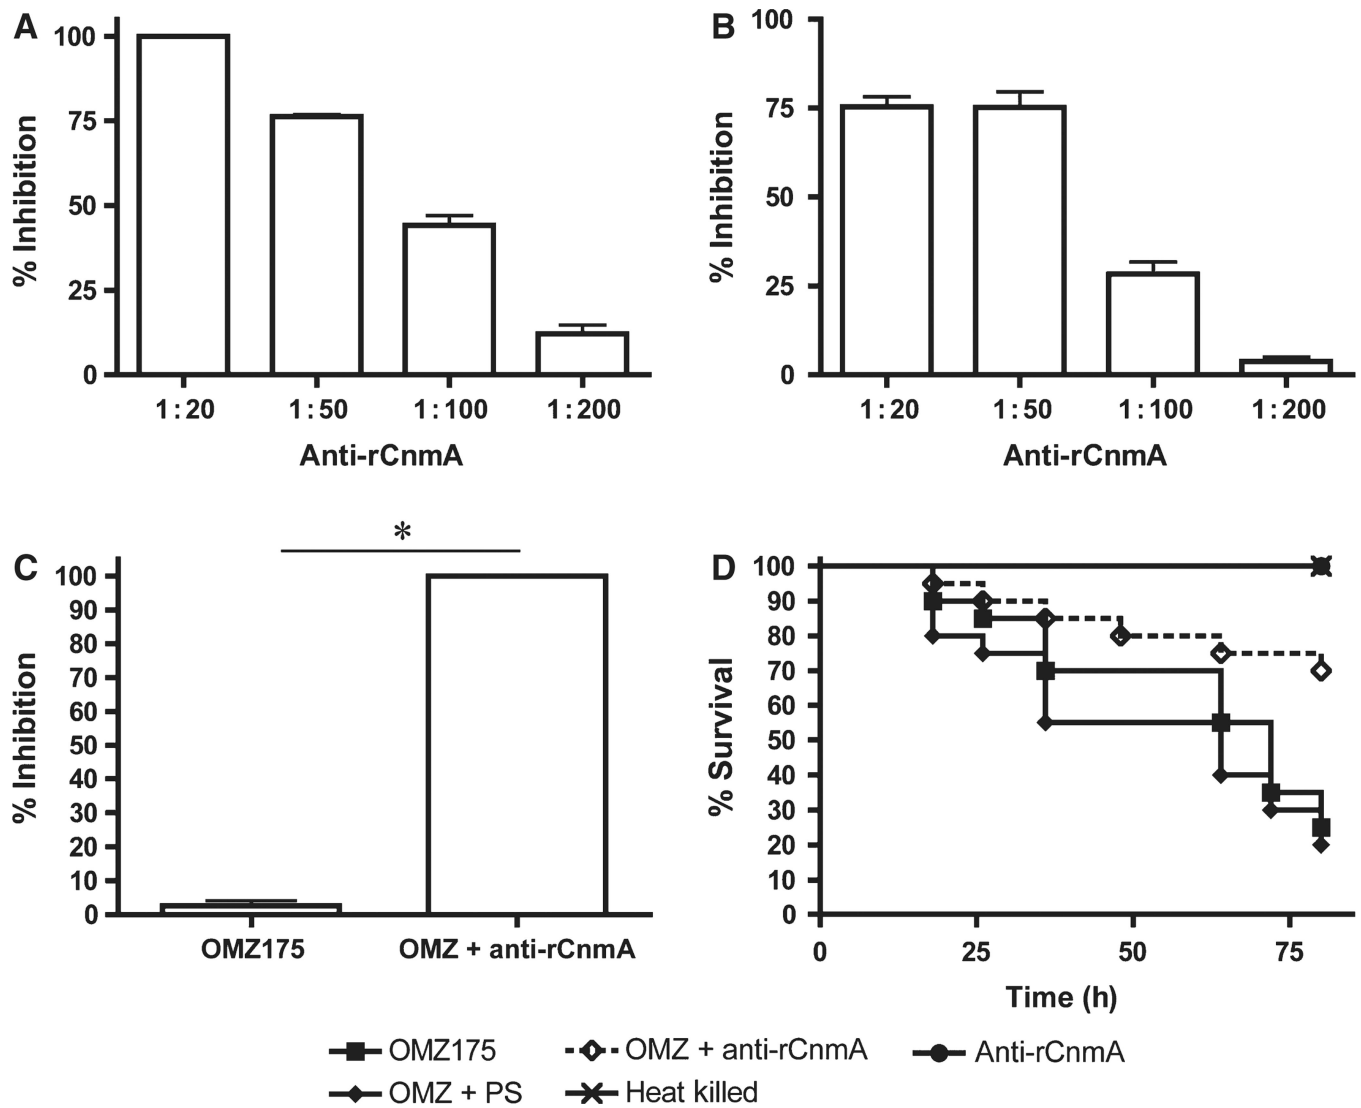 A
100
75
50
25
0
% Inhibition
1:20 1:50 1:100 1:200
Anti-rCnmA
B
100
75
50
25
0
% Inhibition
1:20 1:50 1:100 1:200
Anti-rCnmA
C
*
100
90
80
70
60
50
40
30
20
10
0
% Inhibition
OMZ175 OMZ + anti-rCnmA
D
100
90
80
70
60
50
40
30
20
10
0
% Survival
0 25 50 75
Time (h)
OMZ175 OMZ + anti-rCnmA Anti-rCnmA
OMZ + PS Heat killed